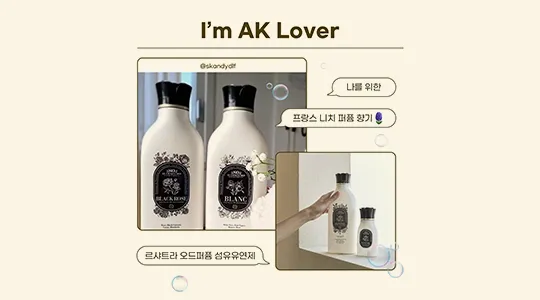 I'm AK Lover
@skandydlf
나를 위한
프랑스 니치 퍼퓸 향기
BLACK ROSE
BLANC
르샤트라 오드퍼퓸 섬유유연제